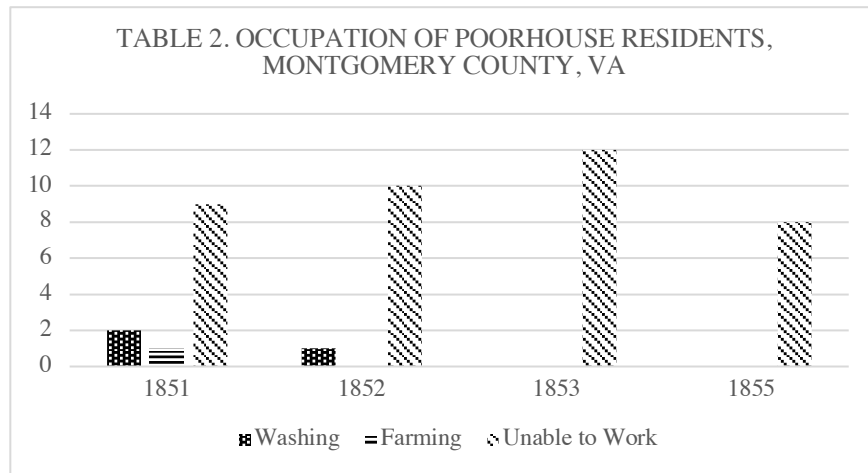 TABLE 2. OCCUPATION OF POORHOUSE RESIDENTS,
MONTGOMERY COUNTY, VA
14
12
10
8
6
4
2
0
1851 1852 1853 1855
Washing Farming Unable to Work